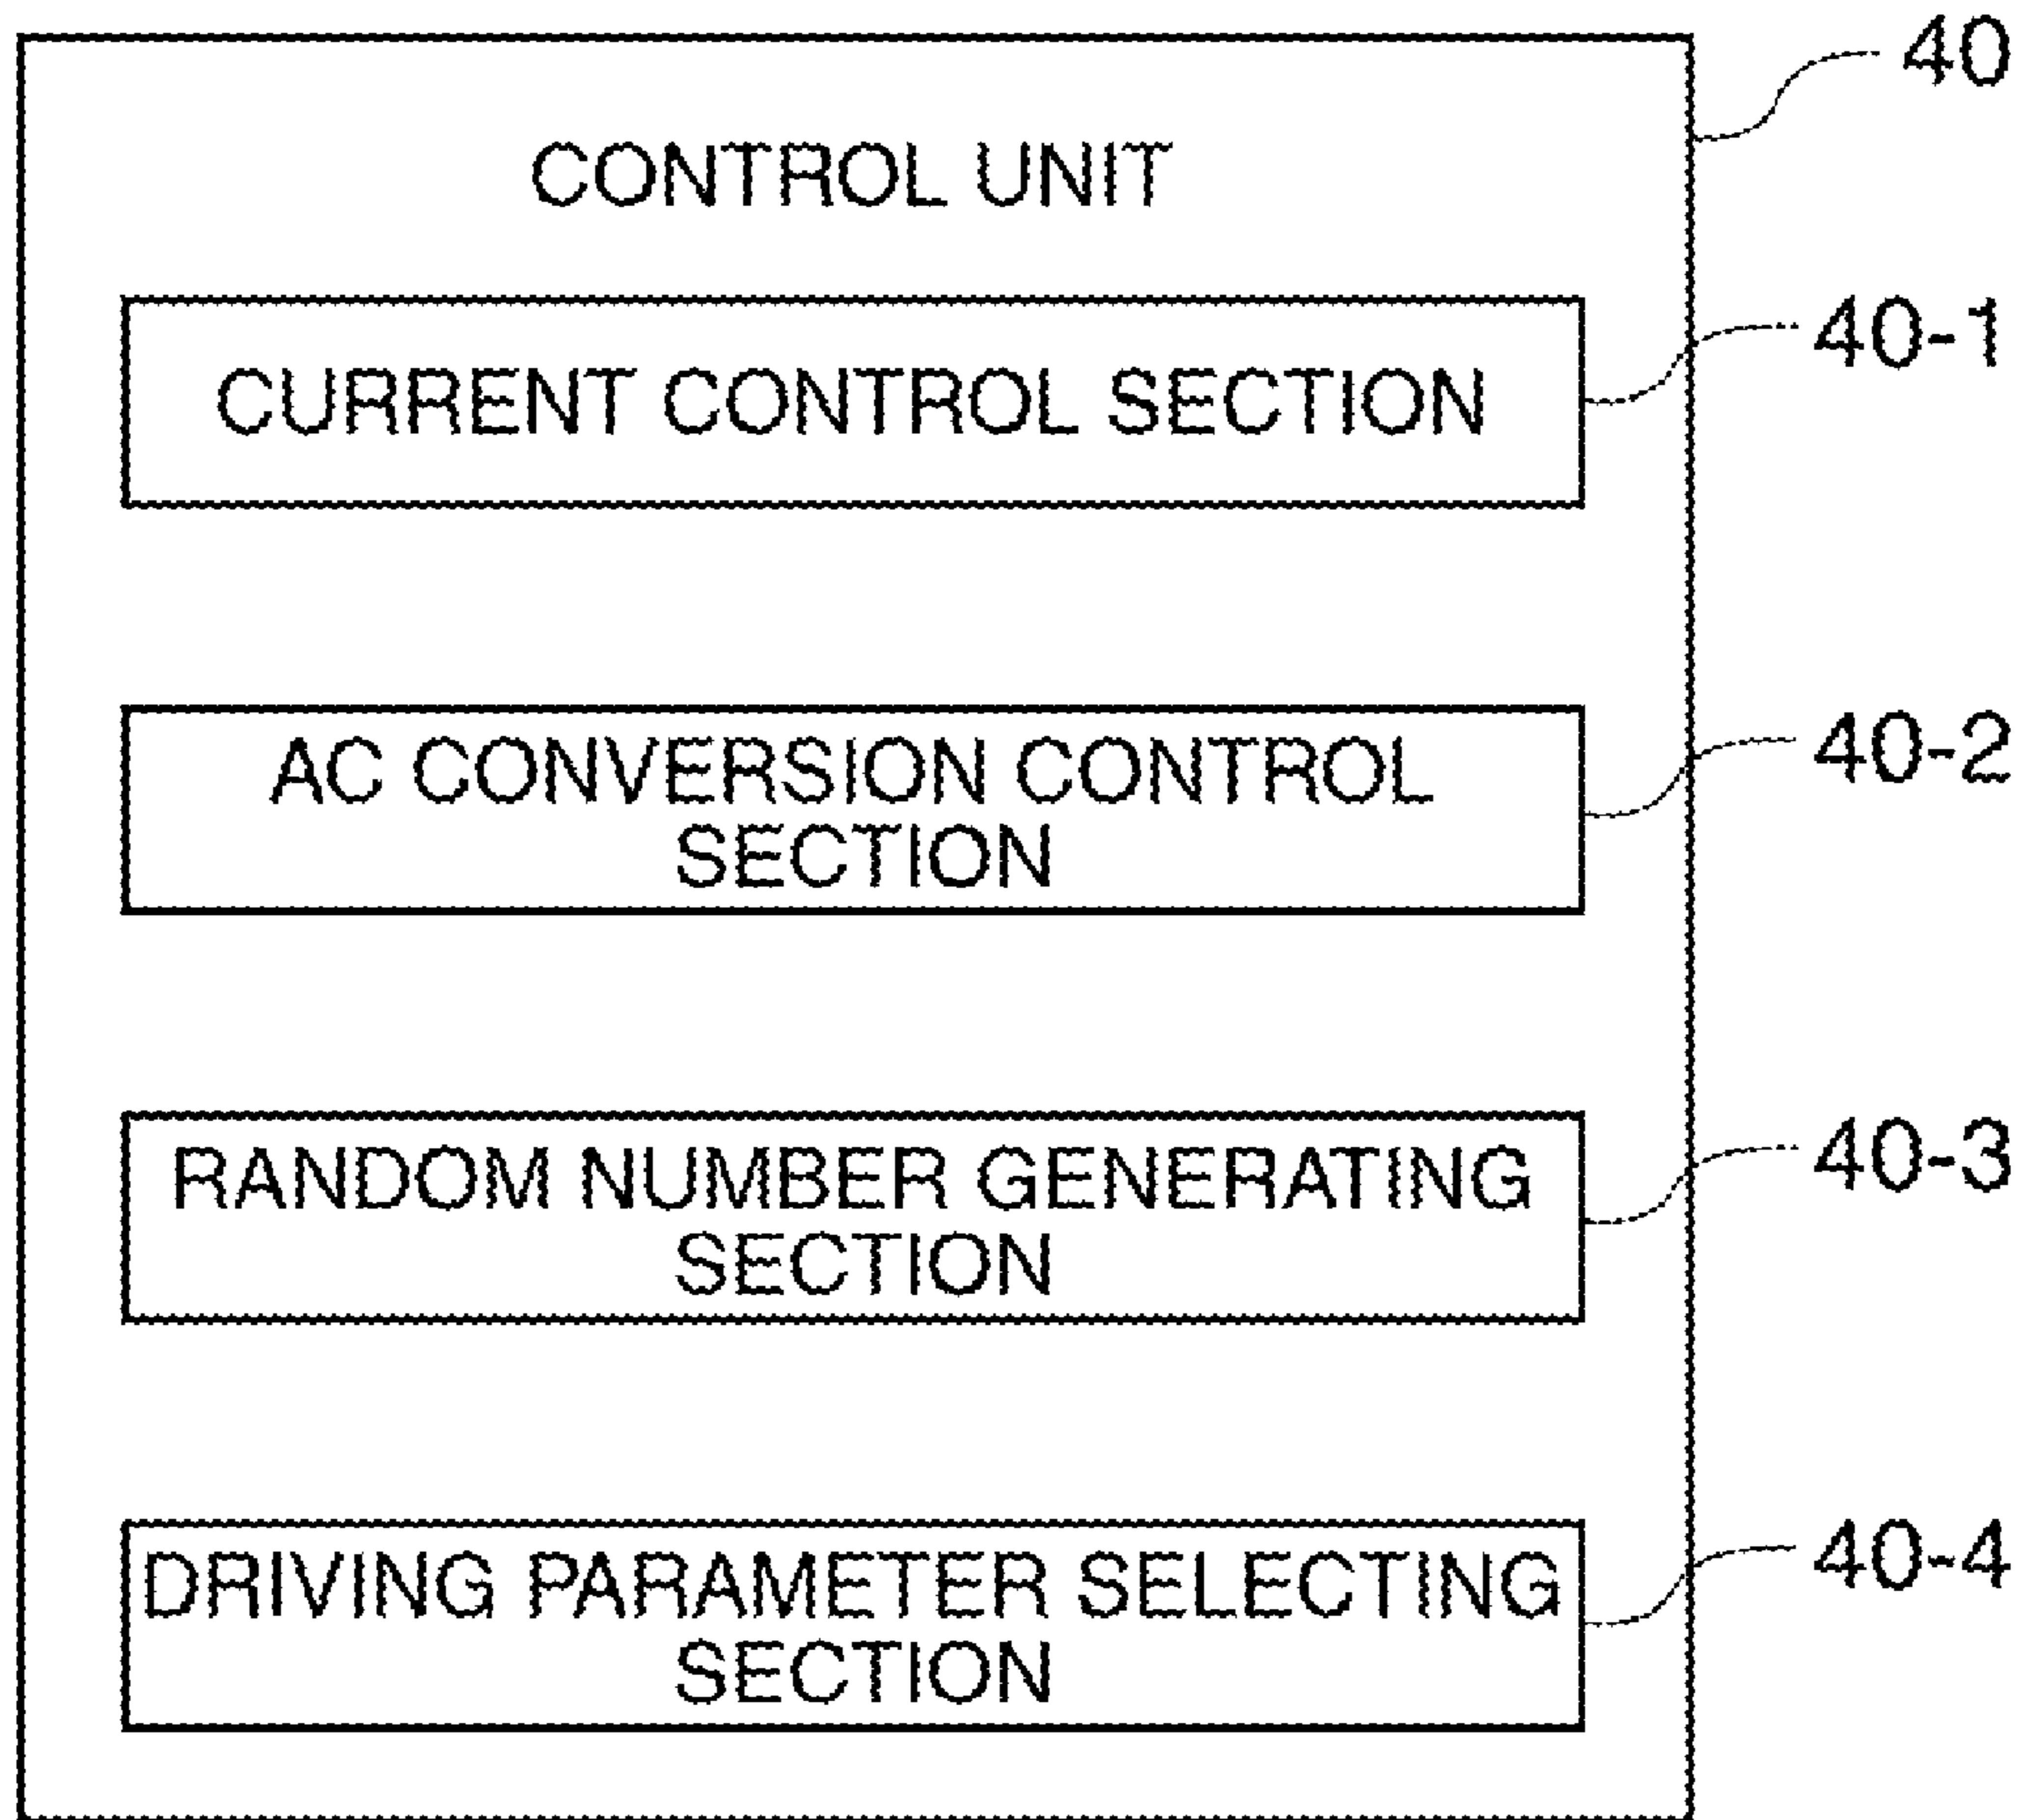 40
CONTROL UNIT
40-1
CURRENT CONTROL SECTION
40-2
AC CONVERSION CONTROL
SECTION
40-3
RANDOM NUMBER GENERATING
SECTION
40-4
DRIVING PARAMETER SELECTING
SECTION